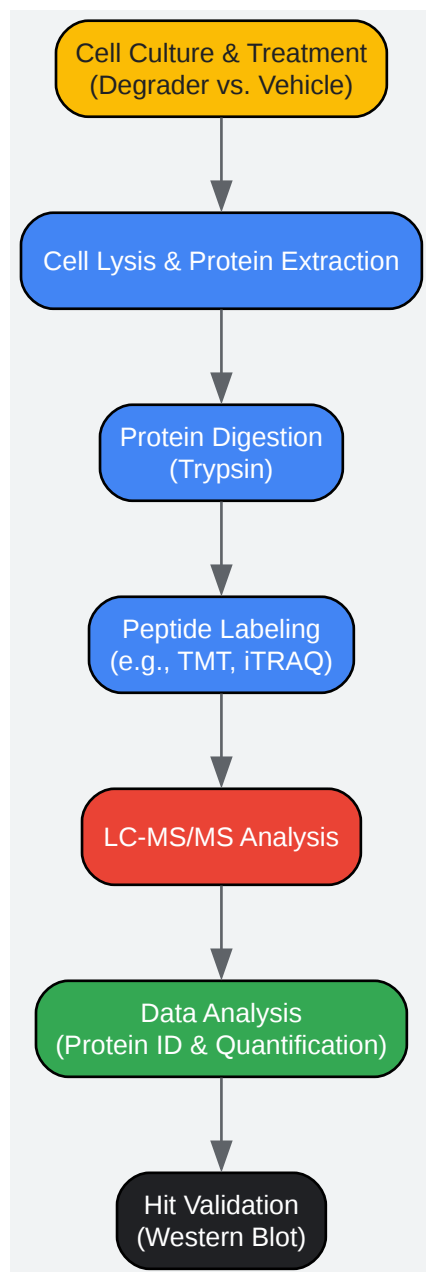 Cell Culture & Treatment
(Degrader vs. Vehicle)
Cell Lysis & Protein Extraction
Protein Digestion
(Trypsin)
Peptide Labeling
(e.g., TMT, iTRAQ)
LC-MS/MS Analysis
Data Analysis
(Protein ID & Quantification)
Hit Validation
(Western Blot)